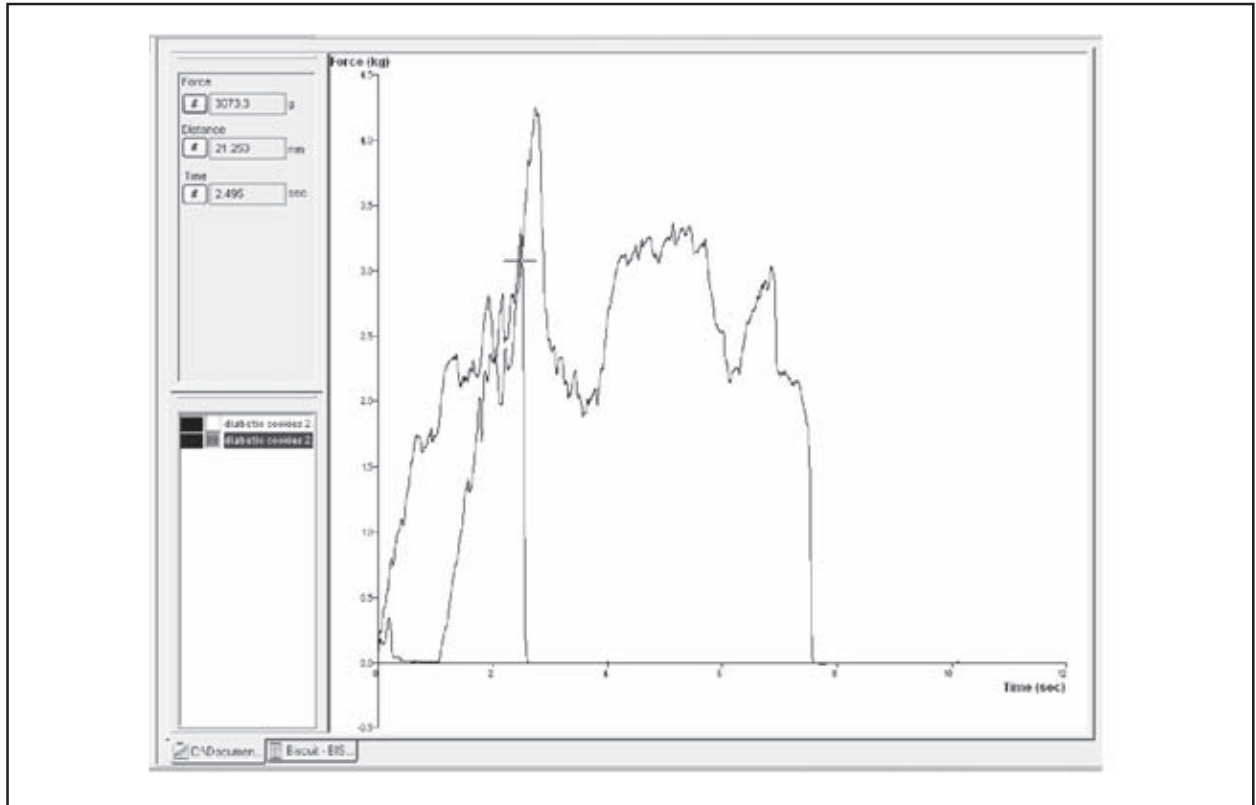 Force
# 3073.3 g
Distance
# 21.253 mm
Time
# 2.495 sec
diabetic cookies 2
diabetic cookies 2
Force (kg)
4.5
4.0
3.5
3.0
2.5
2.0
1.5
1.0
0.5
0.0
-0.5
0 2 4 6 8 10 12
Time (sec)
C:\Documen... Biscuit - BIS...